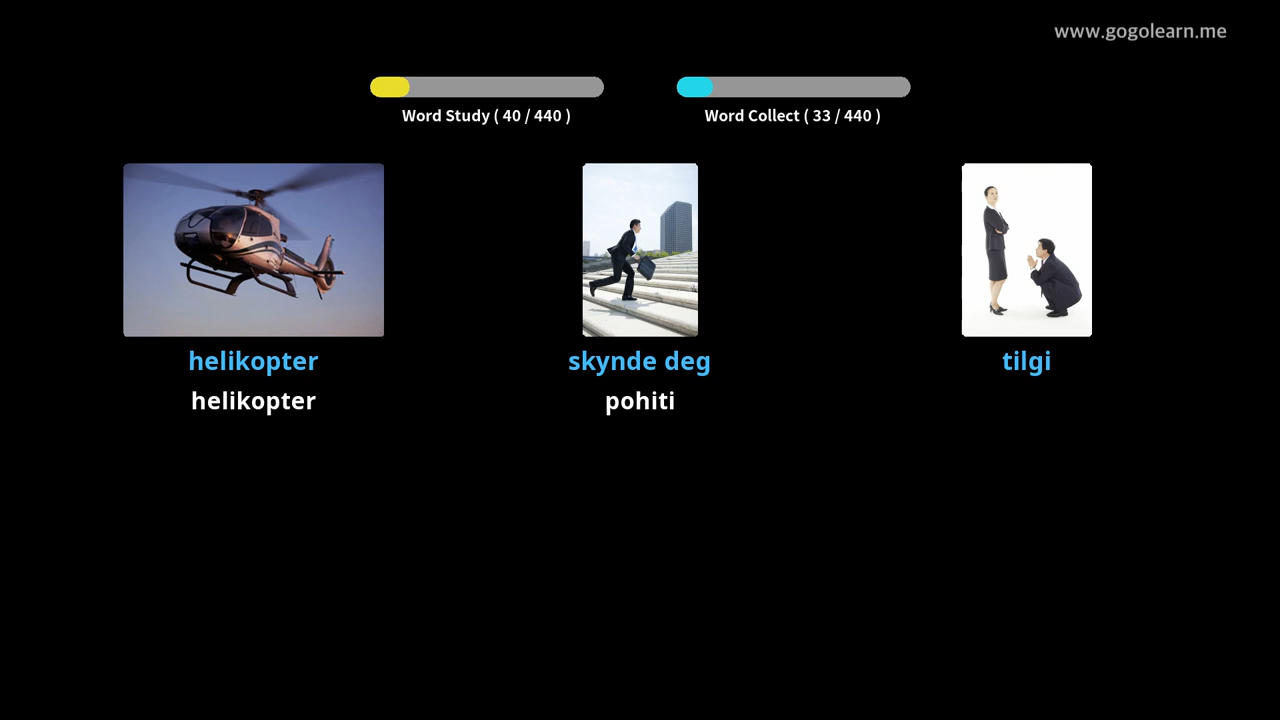 www.gogolearn.me
Word Study ( 40 / 440 )
Word Collect ( 33 / 440 )
helikopter
skynde deg
tilgi
helikopter
pohiti